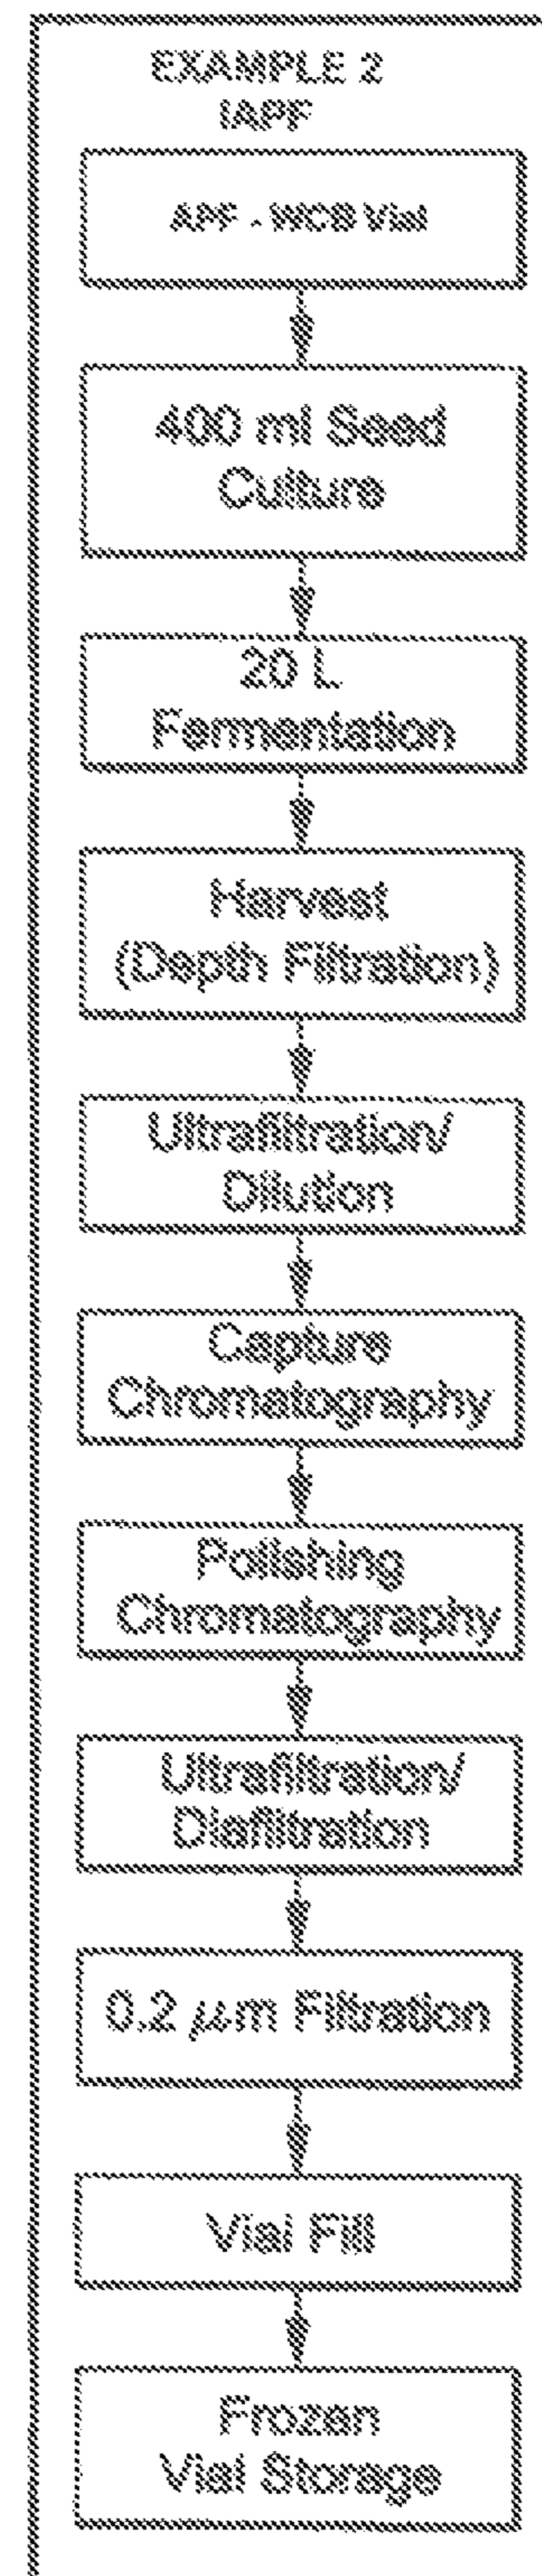 EXAMPLE 2
IAPF
APF - WCB Vial
400 ml Seed
Culture
20 L
Fermentation
Harvest
(Depth Filtration)
Ultrafiltration/
Dilution
Capture
Chromatography
Polishing
Chromatography
Ultrafiltration/
Diafiltration
0.2 μm Filtration
Vial Fill
Frozen
Vial Storage